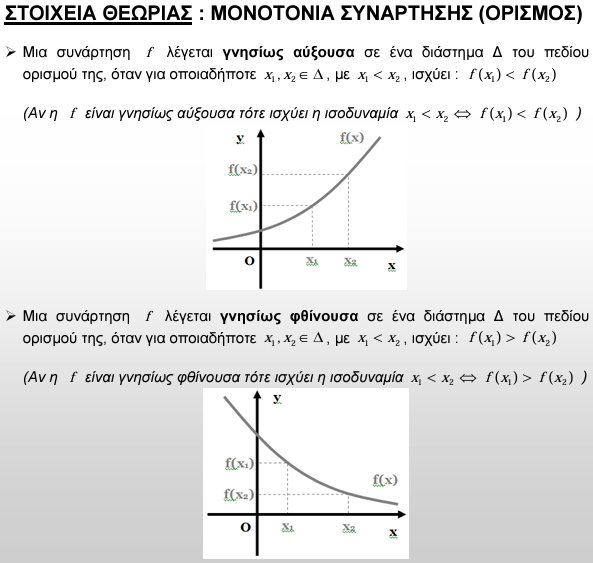 ΣΤΟΙΧΕΙΑ ΘΕΩΡΙΑΣ : ΜΟΝΟΤΟΝΙΑ ΣΥΝΑΡΤΗΣΗΣ (ΟΡΙΣΜΟΣ)
➢ Μια συνάρτηση f λέγεται γνησίως αύξουσα σε ένα διάστημα Δ του πεδίου
ορισμού της, όταν για οποιαδήποτε x₁, x₂ ∈ Δ, με x₁ < x₂, ισχύει : f(x₁) < f(x₂)
(Αν η f είναι γνησίως αύξουσα τότε ισχύει η ισοδυναμία x₁ < x₂ ⇔ f(x₁) < f(x₂) )
y f(x)
f(x₂)
f(x₁)
O x₁ x₂ x
➢ Μια συνάρτηση f λέγεται γνησίως φθίνουσα σε ένα διάστημα Δ του πεδίου
ορισμού της, όταν για οποιαδήποτε x₁, x₂ ∈ Δ, με x₁ < x₂, ισχύει : f(x₁) > f(x₂)
(Αν η f είναι γνησίως φθίνουσα τότε ισχύει η ισοδυναμία x₁ < x₂ ⇔ f(x₁) > f(x₂) )
y
f(x₁)
f(x)
f(x₂)
O x₁ x₂ x